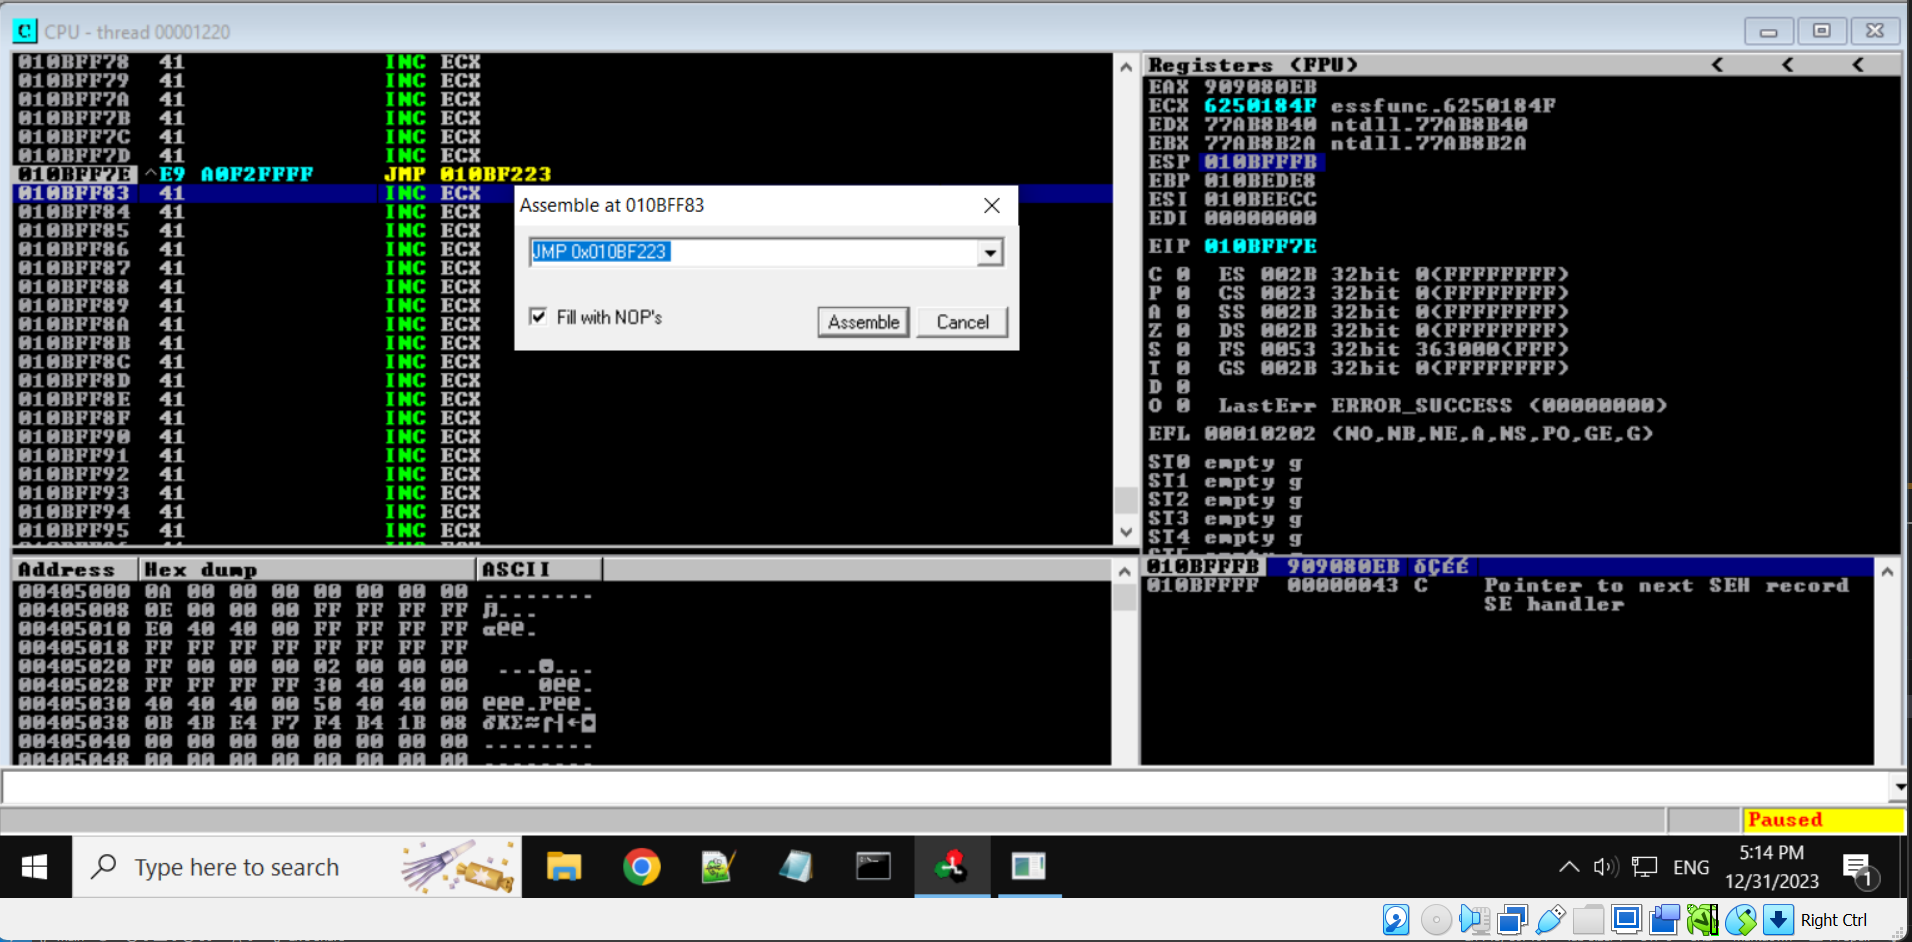 CPU - thread 00001220
010BFF78 41 INC ECX
010BFF79 41 INC ECX
010BFF7A 41 INC ECX
010BFF7B 41 INC ECX
010BFF7C 41 INC ECX
010BFF7D 41 INC ECX
010BFF7E ^E9 A0F2FFFF JMP 010BF223
010BFF83 41 INC ECX
010BFF84 41 INC ECX
010BFF85 41 INC ECX
010BFF86 41 INC ECX
010BFF87 41 INC ECX
010BFF88 41 INC ECX
010BFF89 41 INC ECX
010BFF8A 41 INC ECX
010BFF8B 41 INC ECX
010BFF8C 41 INC ECX
010BFF8D 41 INC ECX
010BFF8E 41 INC ECX
010BFF8F 41 INC ECX
010BFF90 41 INC ECX
010BFF91 41 INC ECX
010BFF92 41 INC ECX
010BFF93 41 INC ECX
010BFF94 41 INC ECX
010BFF95 41 INC ECX
Assemble at 010BFF83
JMP 0x010BF223
Fill with NOP's
Assemble Cancel
Registers (FPU) < < <
EAX 909080EB
ECX 6250184F essfunc.6250184F
EDX 77AB8B40 ntdll.77AB8B40
EBX 77AB8B2A ntdll.77AB8B2A
ESP 010BFFFB
EBP 010BEDE8
ESI 010BEECC
EDI 00000000
EIP 010BFF7E
C 0 ES 002B 32bit 0(FFFFFFFF)
P 0 CS 0023 32bit 0(FFFFFFFF)
A 0 SS 002B 32bit 0(FFFFFFFF)
Z 0 DS 002B 32bit 0(FFFFFFFF)
S 0 FS 0053 32bit 363000(FFF)
T 0 GS 002B 32bit 0(FFFFFFFF)
D 0
O 0 LastErr ERROR_SUCCESS (00000000)
EFL 00010202 (NO,NB,NE,A,NS,PO,GE,G)
ST0 empty g
ST1 empty g
ST2 empty g
ST3 empty g
ST4 empty g
Address Hex dump ASCII
00405000 0A 00 00 00 00 00 00 00 ........
00405008 0E 00 00 00 FF FF FF FF ♫...
00405010 E0 40 40 00 FF FF FF FF α@@.
00405018 FF FF FF FF FF FF FF FF
00405020 FF 00 00 00 02 00 00 00 ...☻...
00405028 FF FF FF FF 30 40 40 00 0@@.
00405030 40 40 40 00 50 40 40 00 @@@.P@@.
00405038 0B 4B E4 F7 F4 B4 1B 08 ♂KΣ≈⌠┤←◘
00405040 00 00 00 00 00 00 00 00 ........
00405048 00 00 00 00 00 00 00 00 ........
010BFFFB 909080EB δÇÉÉ
010BFFFF 00000043 C Pointer to next SEH record
SE handler
Paused
Type here to search
ENG
5:14 PM
12/31/2023
1
Right Ctrl